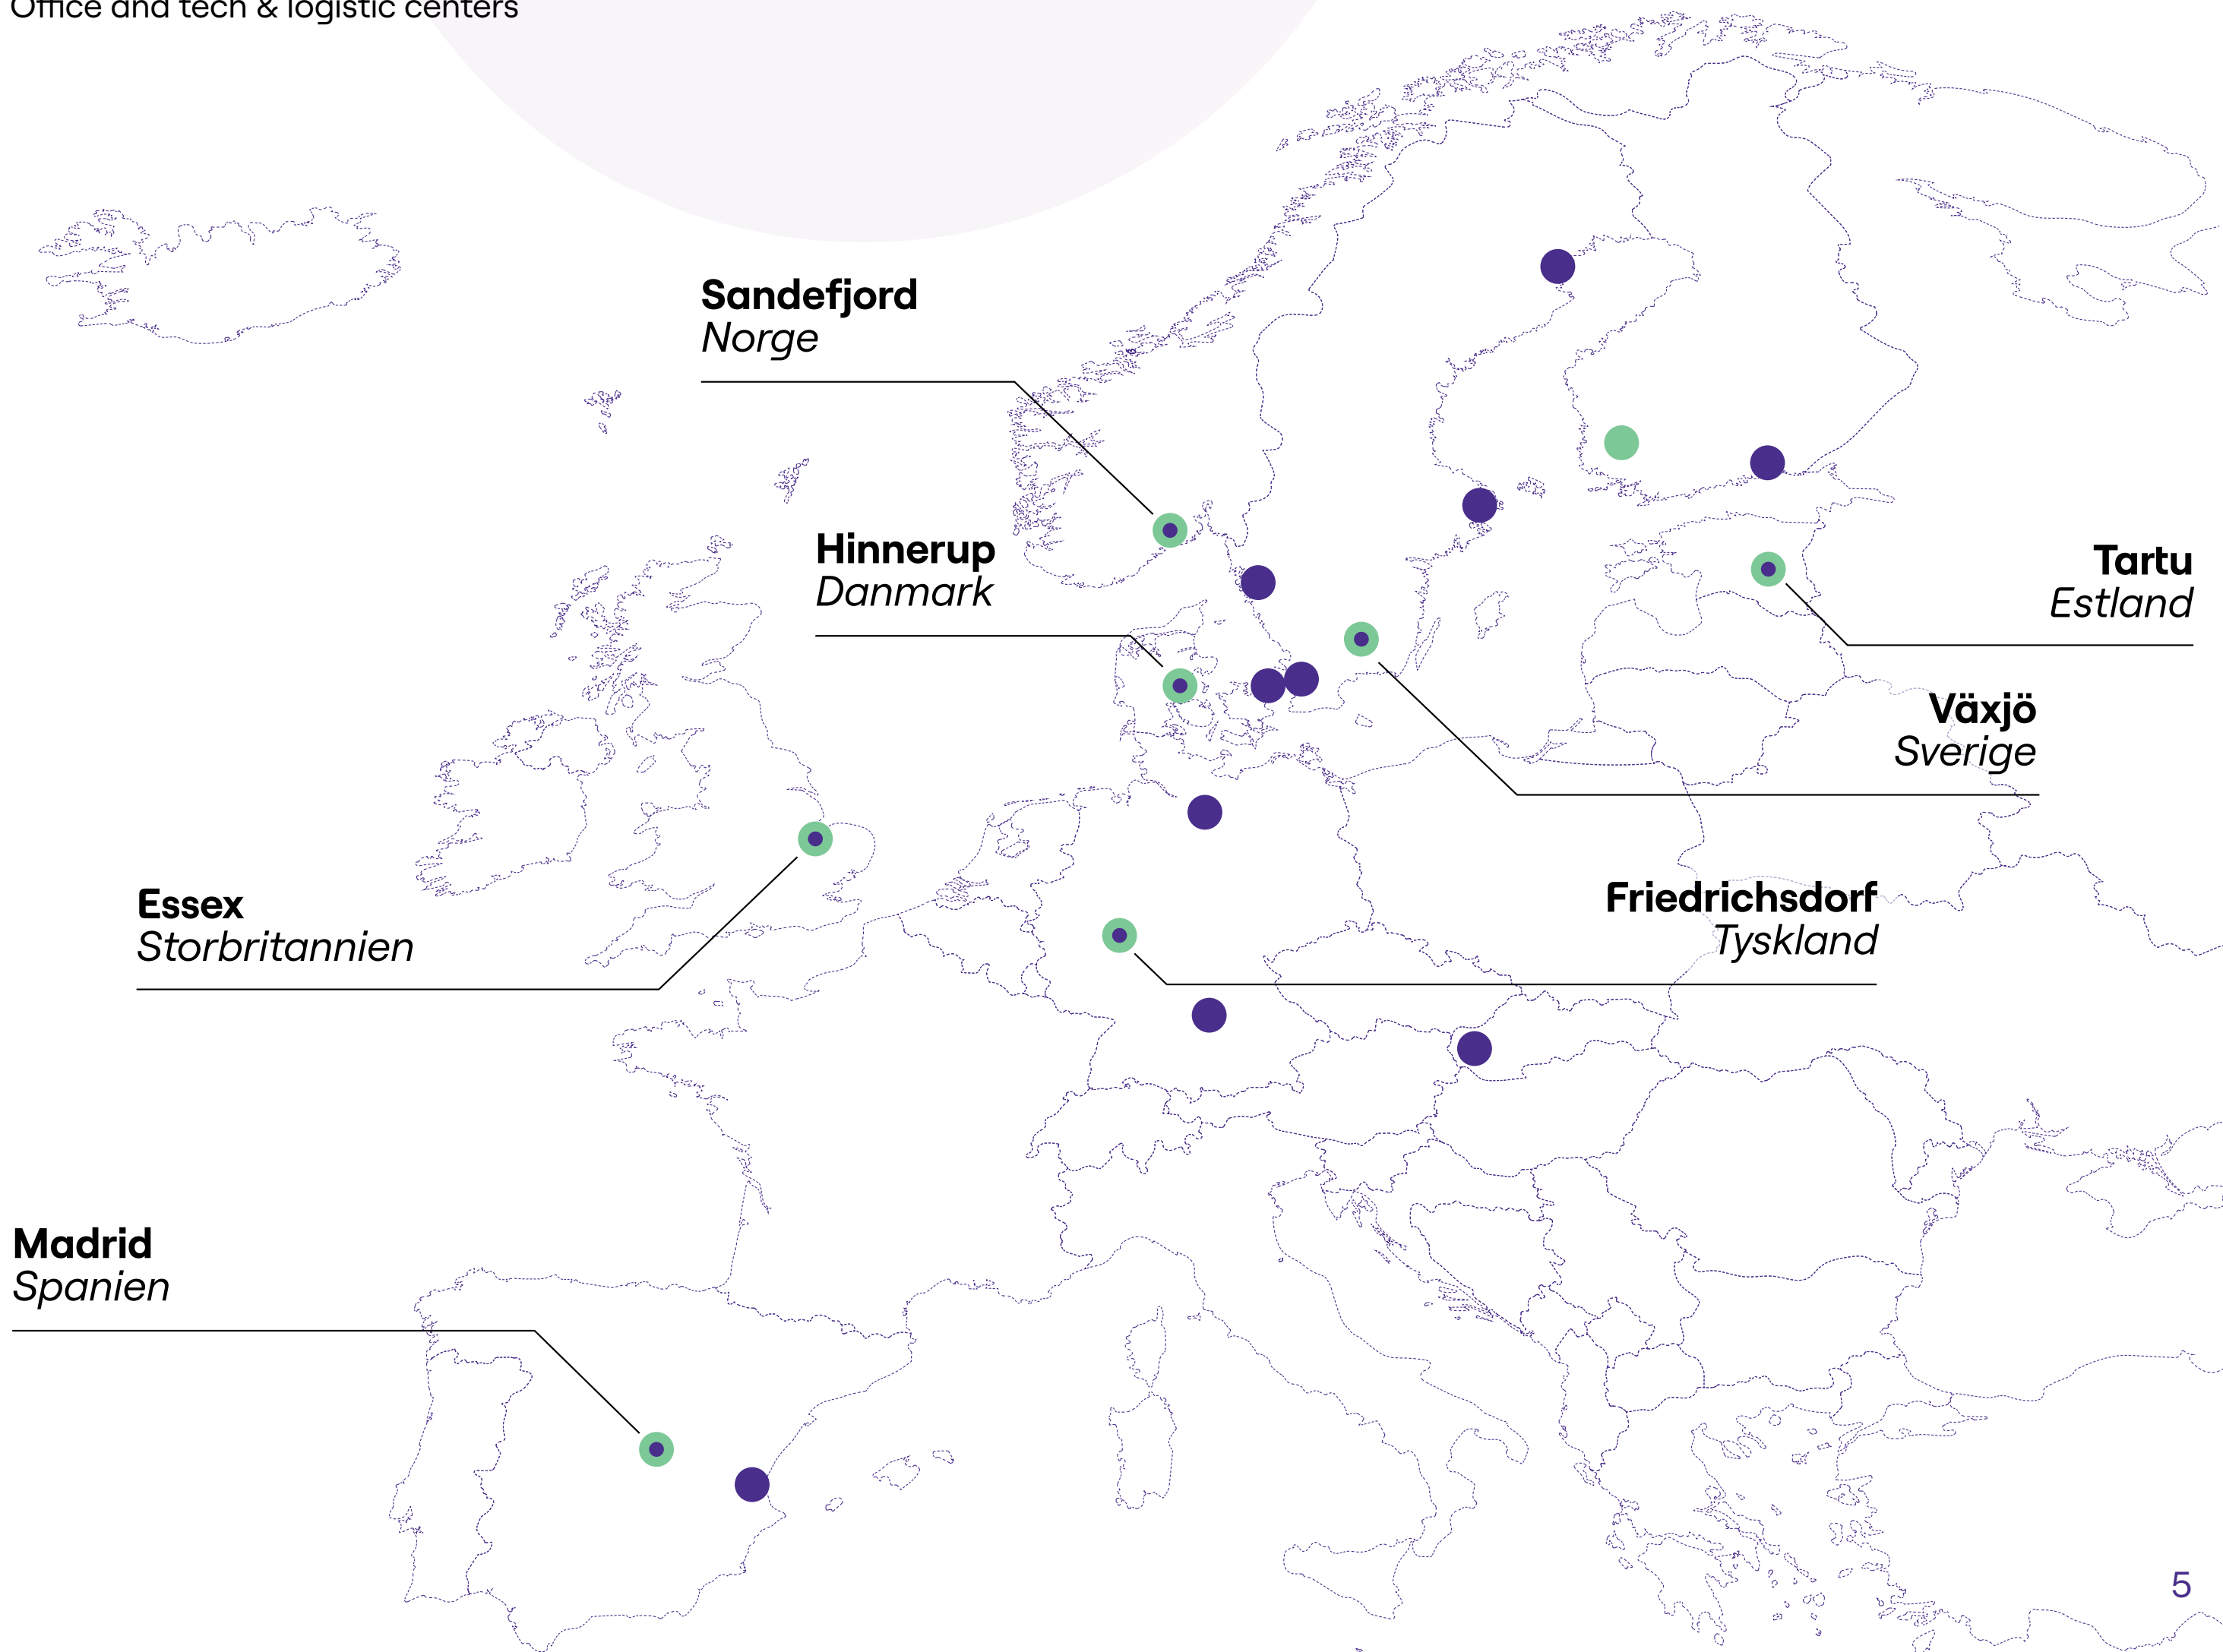 Office and tech & logistic centers
Sandefjord
Norge
Hinnerup
Danmark
Tartu
Estland
Växjö
Sverige
Essex
Storbritannien
Friedrichsdorf
Tyskland
Madrid
Spanien
5